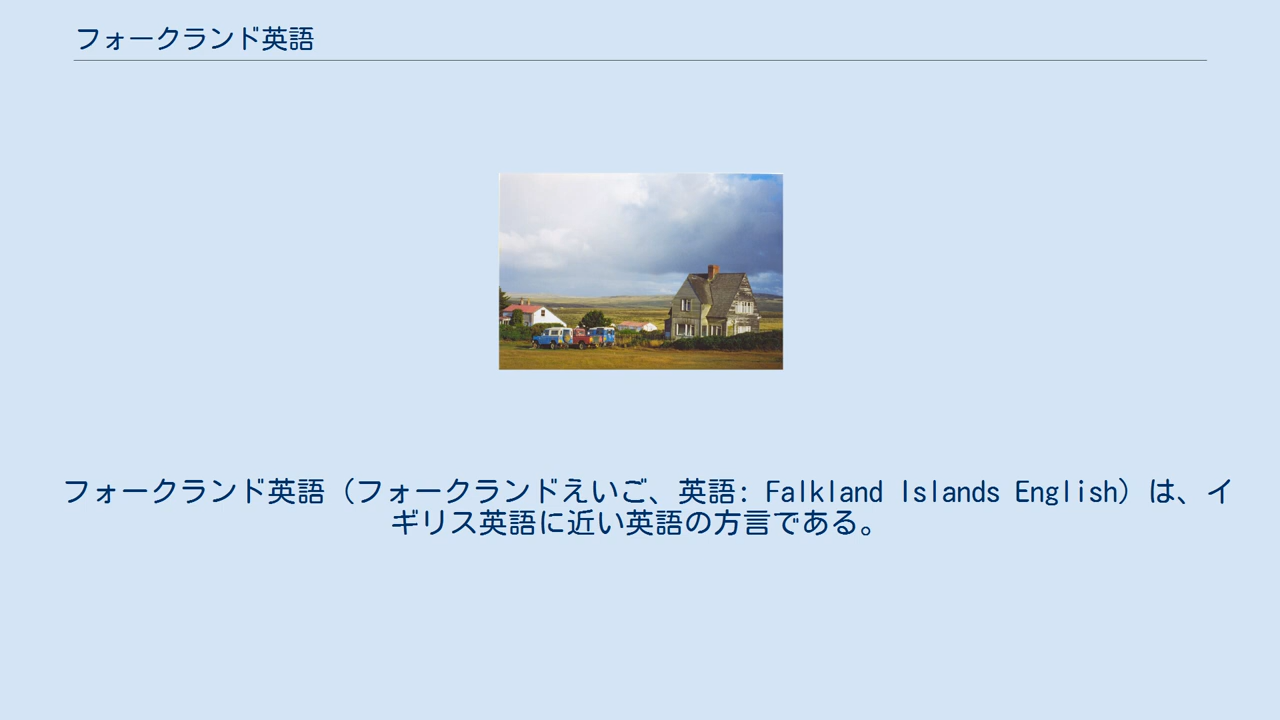 フォークランド英語
フォークランド英語（フォークランドえいご、英語: Falkland Islands English）は、イ
ギリス英語に近い英語の方言である。